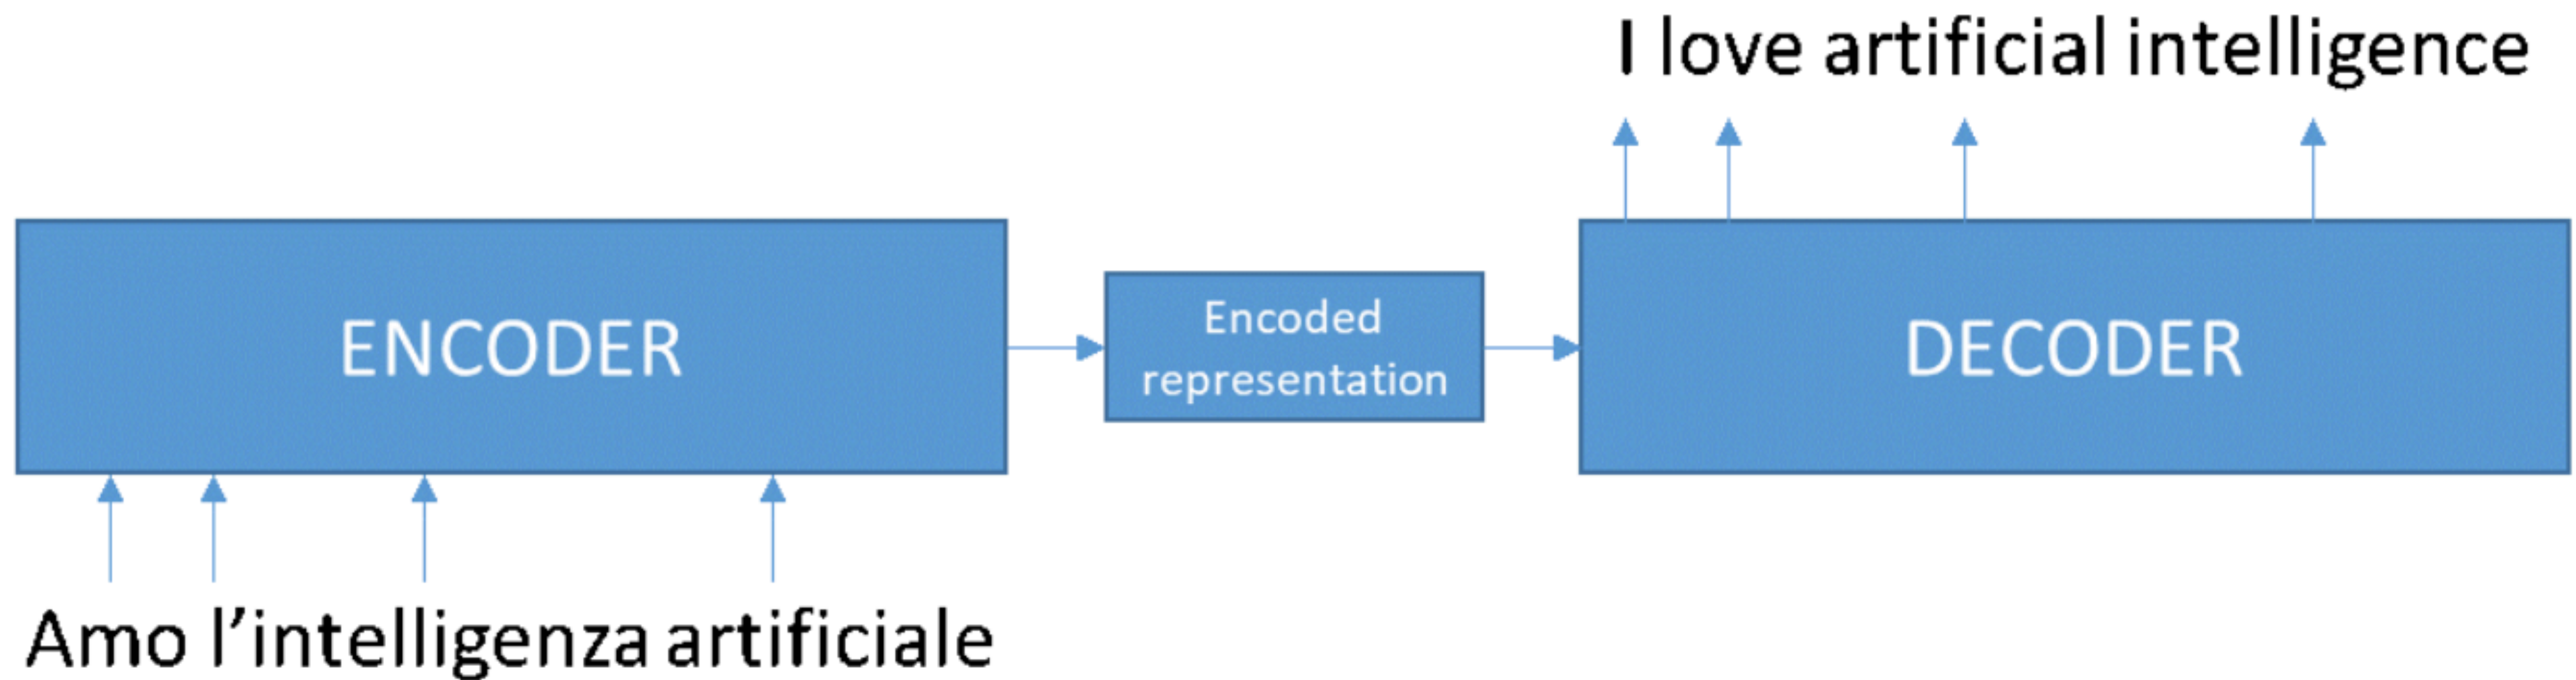 I love artificial intelligence
ENCODER
Encoded
representation
DECODER
Amo l’intelligenza artificiale